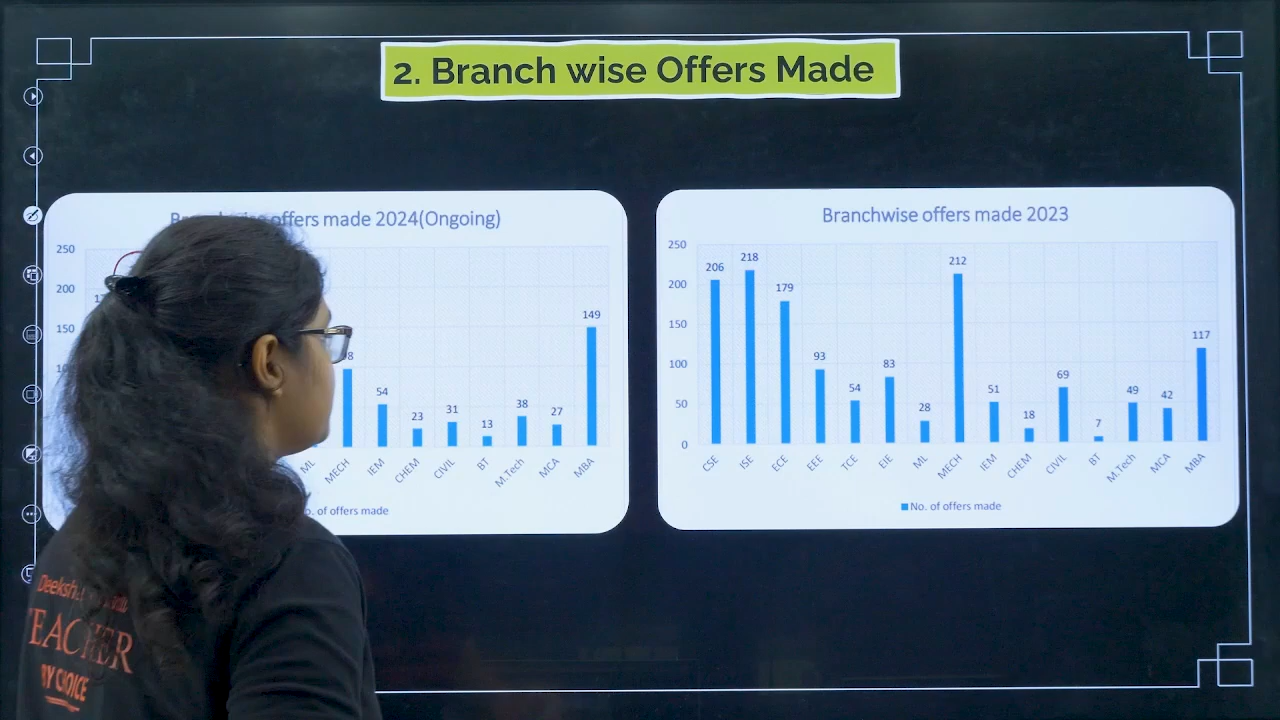 2. Branch wise Offers Made
offers made 2024(Ongoing)
250
200
150
54
23
31
13
38
27
149
ML
MECH
IEM
CHEM
CIVIL
BT
M.Tech
MCA
MBA
of offers made
Branchwise offers made 2023
250
200
150
100
50
0
206
218
179
93
54
83
28
212
51
18
69
7
49
42
117
CSE
ISE
ECE
EEE
TCE
EIE
ML
MECH
IEM
CHEM
CIVIL
BT
M.Tech
MCA
MBA
No. of offers made
TEACHER
BY CHOICE